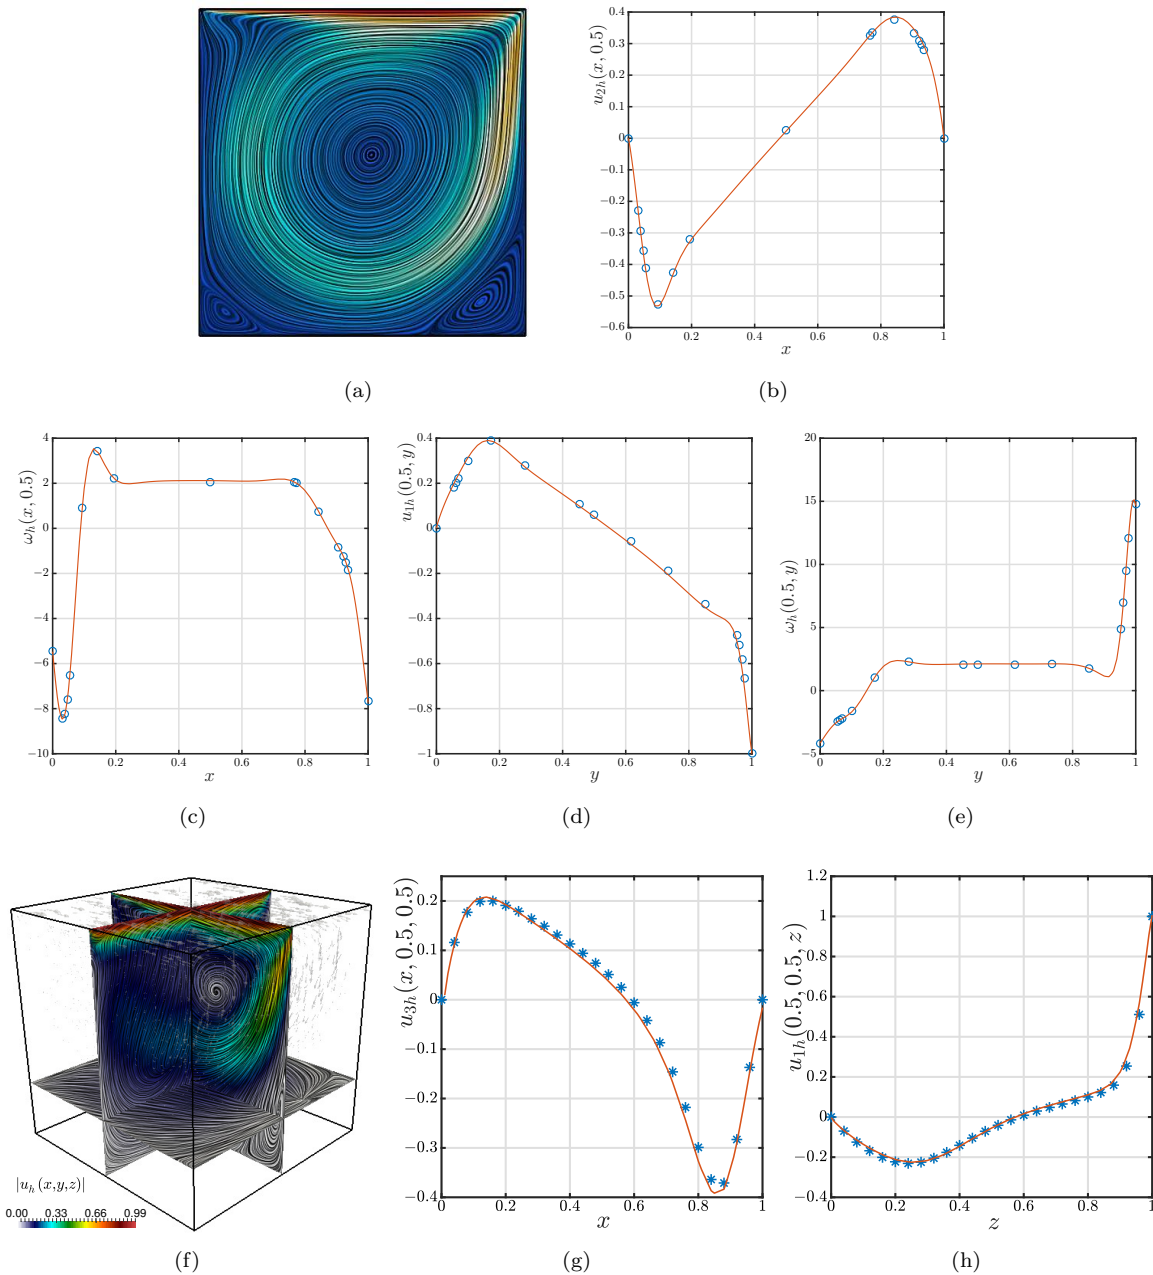 0.4
0.3
0.2
0.1
0
−0.1
−0.2
−0.3
−0.4
−0.5
−0.6
u2h(x, 0.5)
0 0.2 0.4 0.6 0.8 1
x
(a) (b)
4
2
0
−2
−4
−6
−8
−10
ωh(x, 0.5)
0 0.2 0.4 0.6 0.8 1
x
0.4
0.2
0
−0.2
−0.4
−0.6
−0.8
−1
u1h(0.5, y)
0 0.2 0.4 0.6 0.8 1
y
20
15
10
5
0
−5
ωh(0.5, y)
0 0.2 0.4 0.6 0.8 1
y
(c) (d) (e)
|uh (x,y,z)|
0.00 0.33 0.66 0.99
0.2
0.1
0
−0.1
−0.2
−0.3
−0.4
u3h(x, 0.5, 0.5)
0 0.2 0.4 0.6 0.8 1
x
1.2
1
0.8
0.6
0.4
0.2
0
−0.2
−0.4
u1h(0.5, 0.5, z)
0 0.2 0.4 0.6 0.8 1
z
(f) (g) (h)